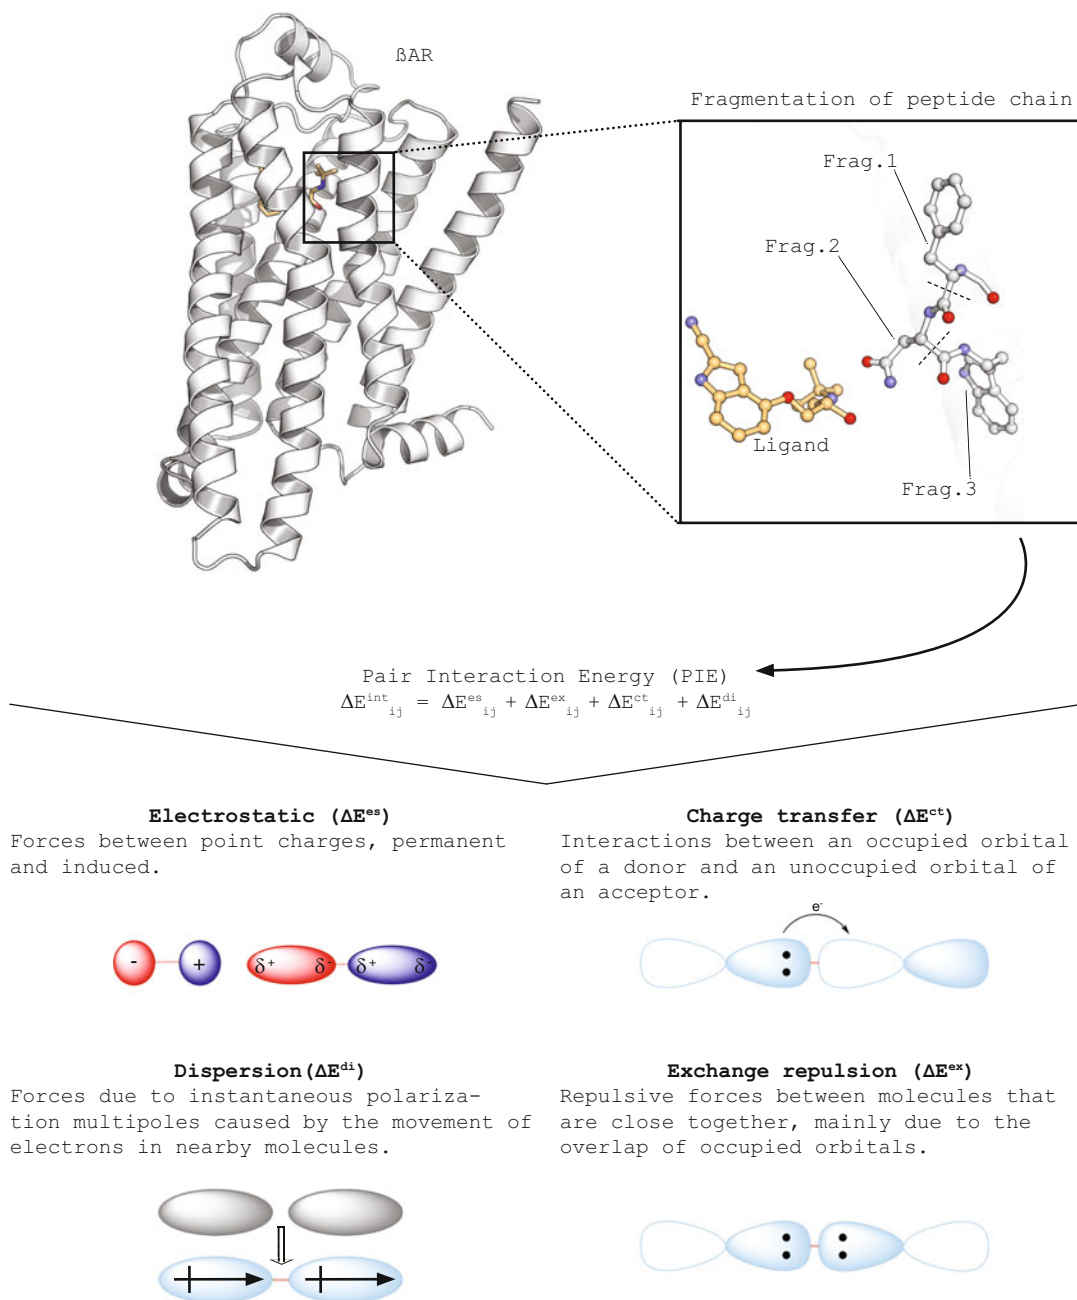 ßAR
Fragmentation of peptide chain
Frag.1
Frag.2
Ligand
Frag.3
Pair Interaction Energy (PIE)
ΔE^int_ij = ΔE^es_ij + ΔE^ex_ij + ΔE^ct_ij + ΔE^di_ij
Electrostatic (ΔE^es)
Forces between point charges, permanent
and induced.
- + δ+ δ- δ+ δ-
Charge transfer (ΔE^ct)
Interactions between an occupied orbital
of a donor and an unoccupied orbital of
an acceptor.
e-
Dispersion(ΔE^di)
Forces due to instantaneous polariza-
tion multipoles caused by the movement of
electrons in nearby molecules.
Exchange repulsion (ΔE^ex)
Repulsive forces between molecules that
are close together, mainly due to the
overlap of occupied orbitals.